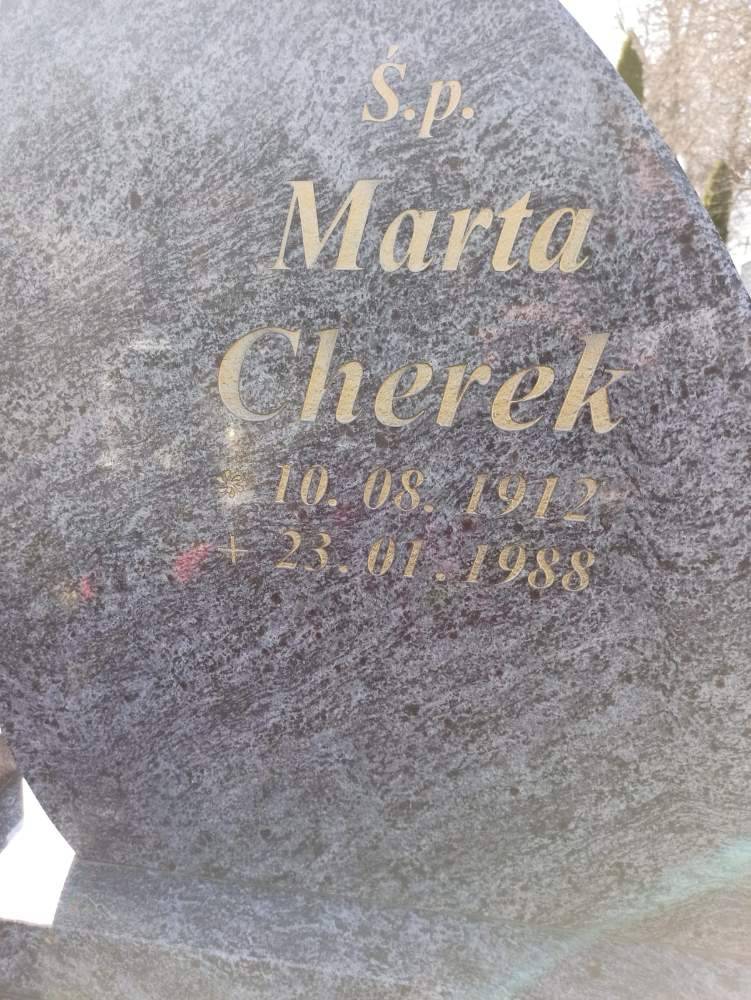 Ś.p.
Marta
Cherek
* 10. 08. 1912
+ 23. 01. 1988